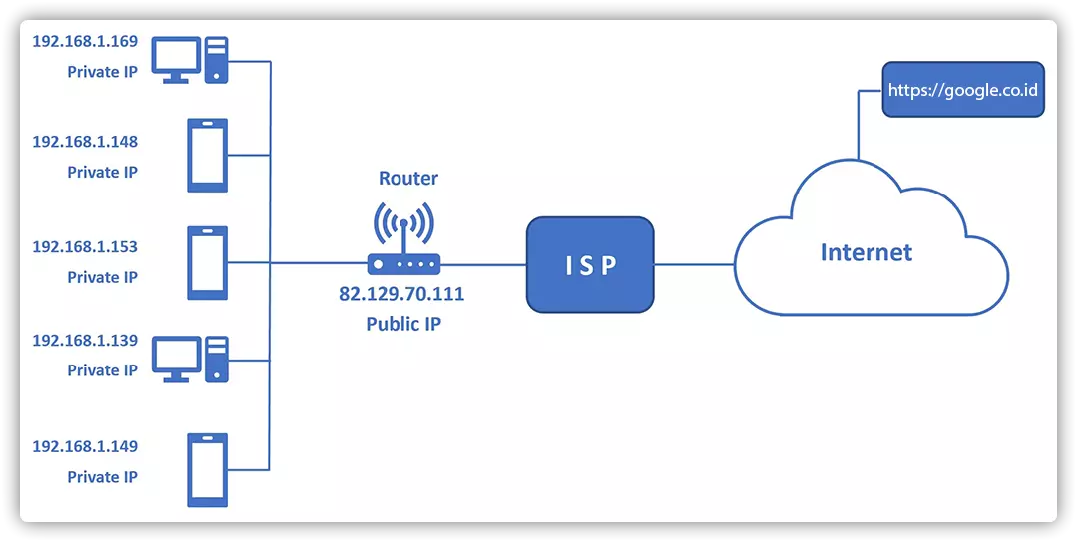 192.168.1.169
Private IP
192.168.1.148
Private IP
192.168.1.153
Private IP
192.168.1.139
Private IP
192.168.1.149
Private IP
Router
82.129.70.111
Public IP
ISP
Internet
https://google.co.id